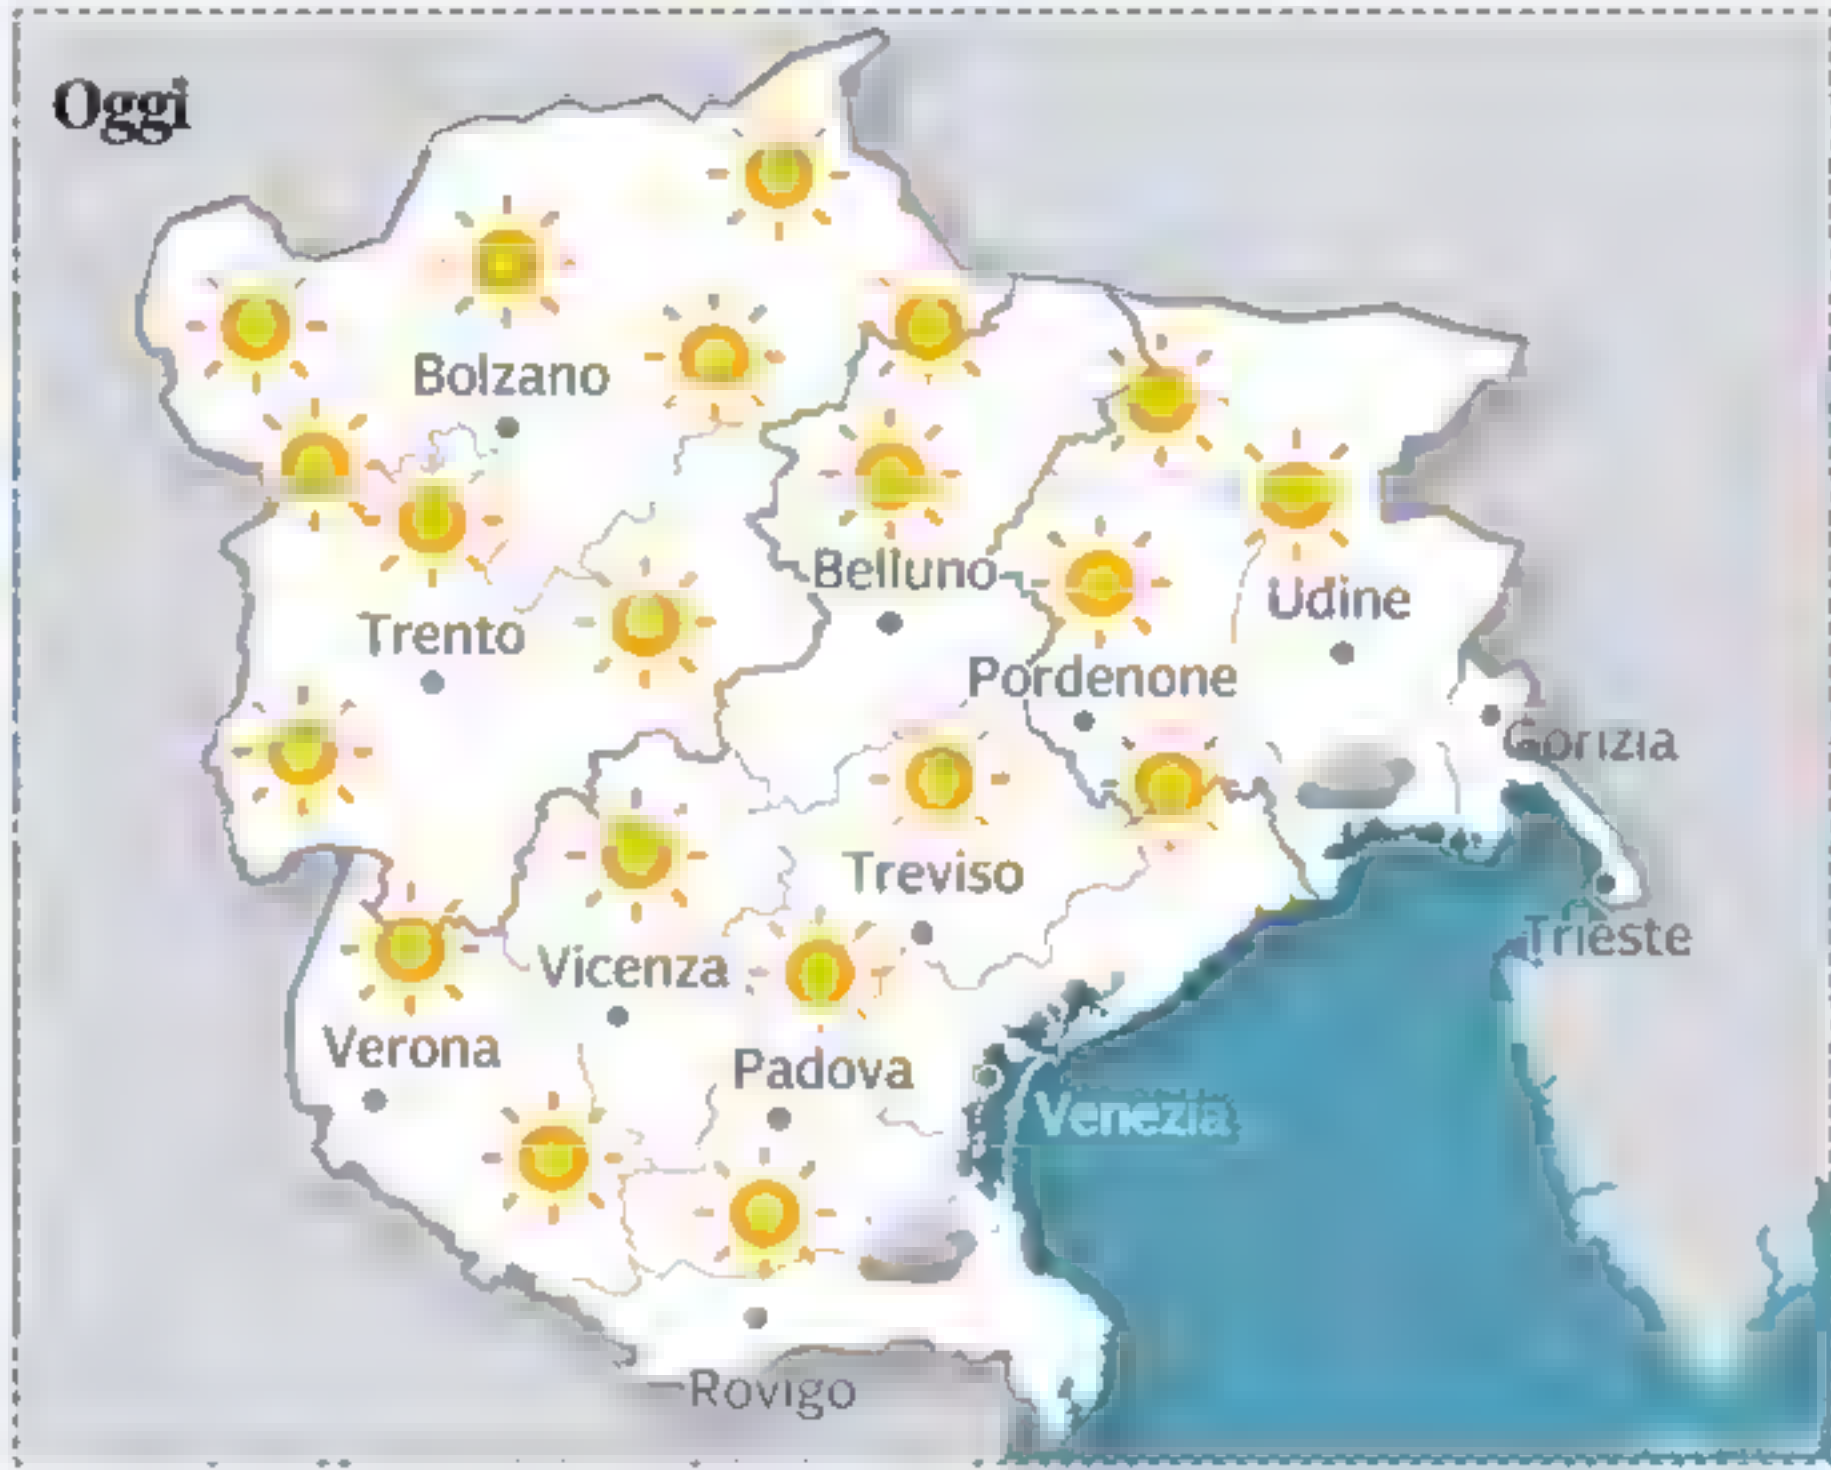 Oggi
Bolzano
Trento
Belluno
Udine
Pordenone
Gorizia
Treviso
Trieste
Vicenza
Verona
Padova
Venezia
Rovigo